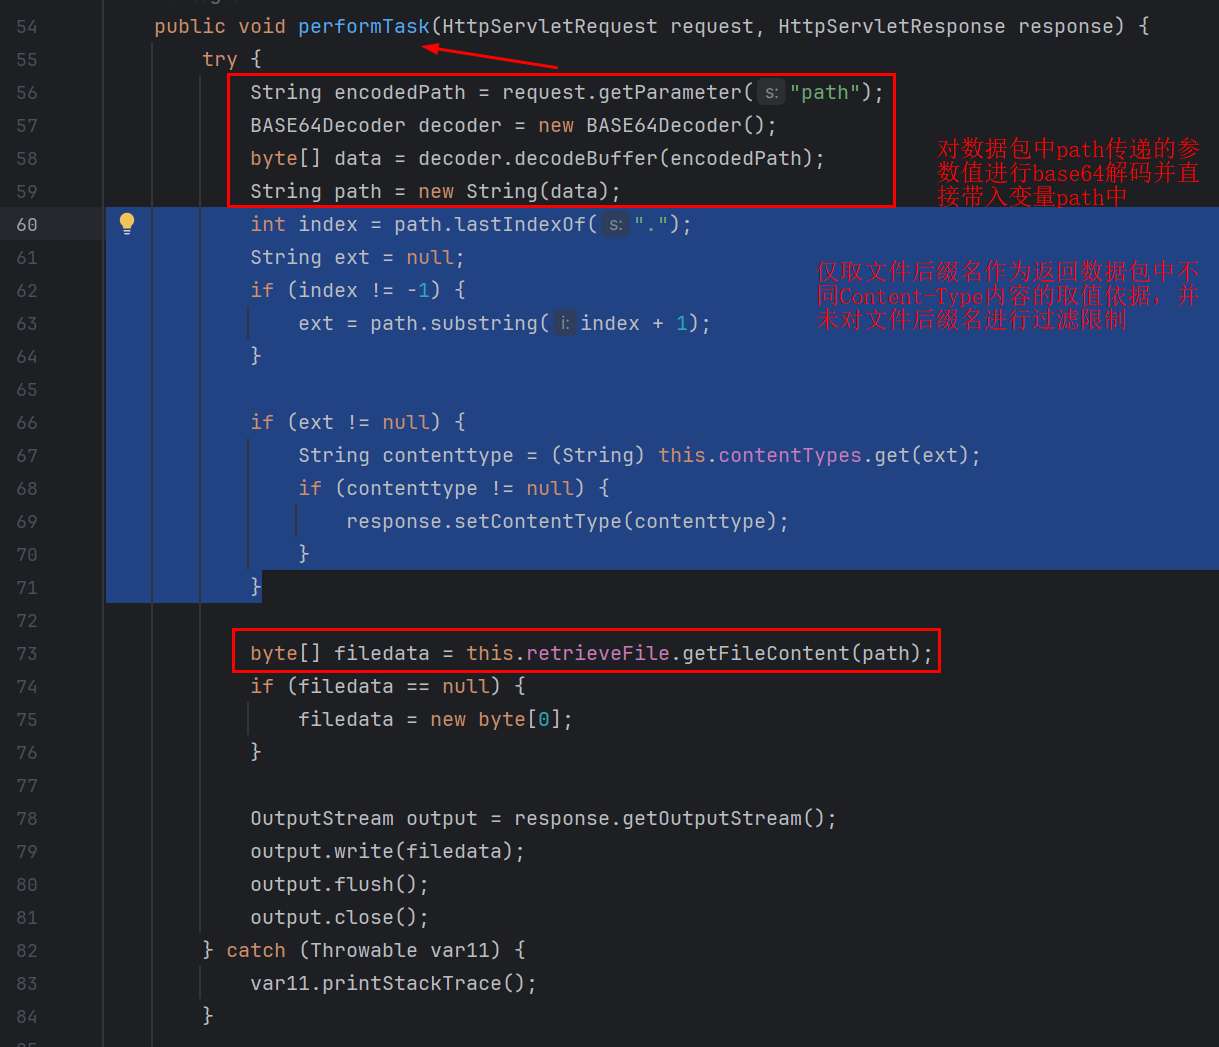 54 public void performTask(HttpServletRequest request, HttpServletResponse response) {
55 try {
56 String encodedPath = request.getParameter( s: "path");
57 BASE64Decoder decoder = new BASE64Decoder();
58 byte[] data = decoder.decodeBuffer(encodedPath);
59 String path = new String(data);
对数据包中path传递的参
数值进行base64解码并直
接带入变量path中
60 int index = path.lastIndexOf( s: ".");
61 String ext = null;
62 if (index != -1) {
63 ext = path.substring( i: index + 1);
64 }
仅取文件后缀名作为返回数据包中不
同Content-Type内容的取值依据，并
未对文件后缀名进行过滤限制
65
66 if (ext != null) {
67 String contenttype = (String) this.contentTypes.get(ext);
68 if (contenttype != null) {
69 response.setContentType(contenttype);
70 }
71 }
72
73 byte[] filedata = this.retrieveFile.getFileContent(path);
74 if (filedata == null) {
75 filedata = new byte[0];
76 }
77
78 OutputStream output = response.getOutputStream();
79 output.write(filedata);
80 output.flush();
81 output.close();
82 } catch (Throwable var11) {
83 var11.printStackTrace();
84 }